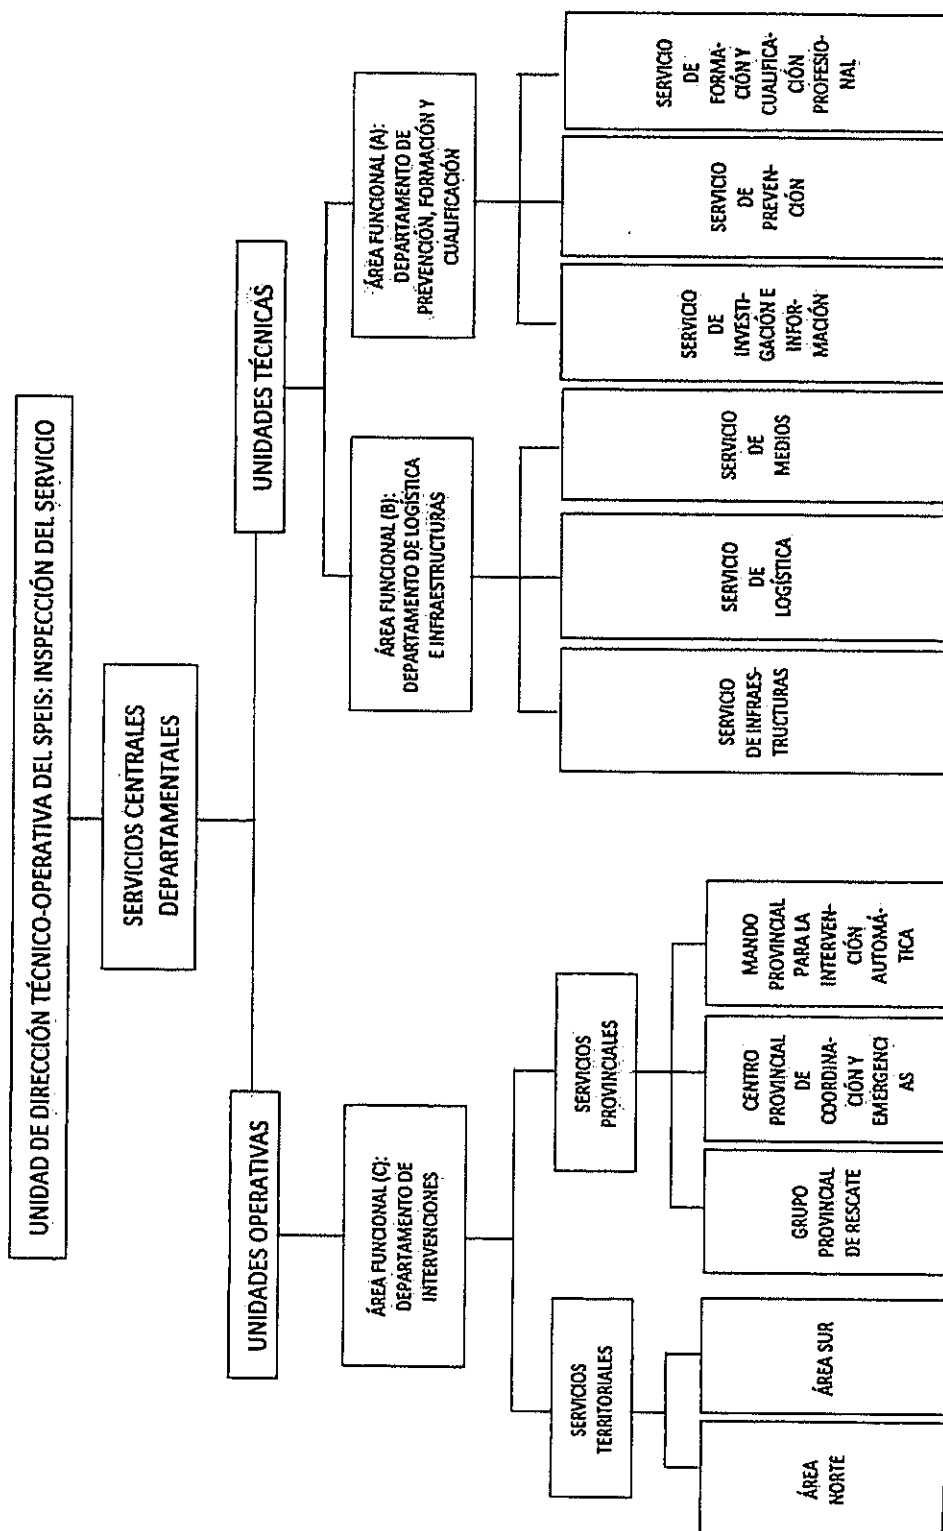 UNIDAD DE DIRECCIÓN TÉCNICO-OPERATIVA DEL SPEIS: INSPECCIÓN DEL SERVICIO
SERVICIOS CENTRALES
DEPARTAMENTALES
UNIDADES OPERATIVAS
UNIDADES TÉCNICAS
ÁREA FUNCIONAL (C):
DEPARTAMENTO DE
INTERVENCIONES
ÁREA FUNCIONAL (B):
DEPARTAMENTO DE LOGÍSTICA
E INFRAESTRUCTURAS
ÁREA FUNCIONAL (A):
DEPARTAMENTO DE
PREVENCIÓN, FORMACIÓN Y
CUALIFICACIÓN
SERVICIOS
TERRITORIALES
SERVICIOS
PROVINCIALES
SERVICIO
DE INFRAES-
TRUCTURAS
SERVICIO
DE
LOGÍSTICA
SERVICIO
DE
MEDIOS
SERVICIO
DE
INVESTI-
GACIÓN E
INFOR-
MACIÓN
SERVICIO
DE
PREVEN-
CIÓN
SERVICIO
DE
FORMA-
CIÓN Y
CUALIFICA-
CIÓN
PROFESIO-
NAL
ÁREA
NORTE
ÁREA SUR
GRUPO
PROVINCIAL
DE RESCATE
CENTRO
PROVINCIAL
DE
COORDINA-
CIÓN Y
EMERGENCI
AS
MANDO
PROVINCIAL
PARA LA
INTERVEN-
CIÓN
AUTOMÁ-
TICA